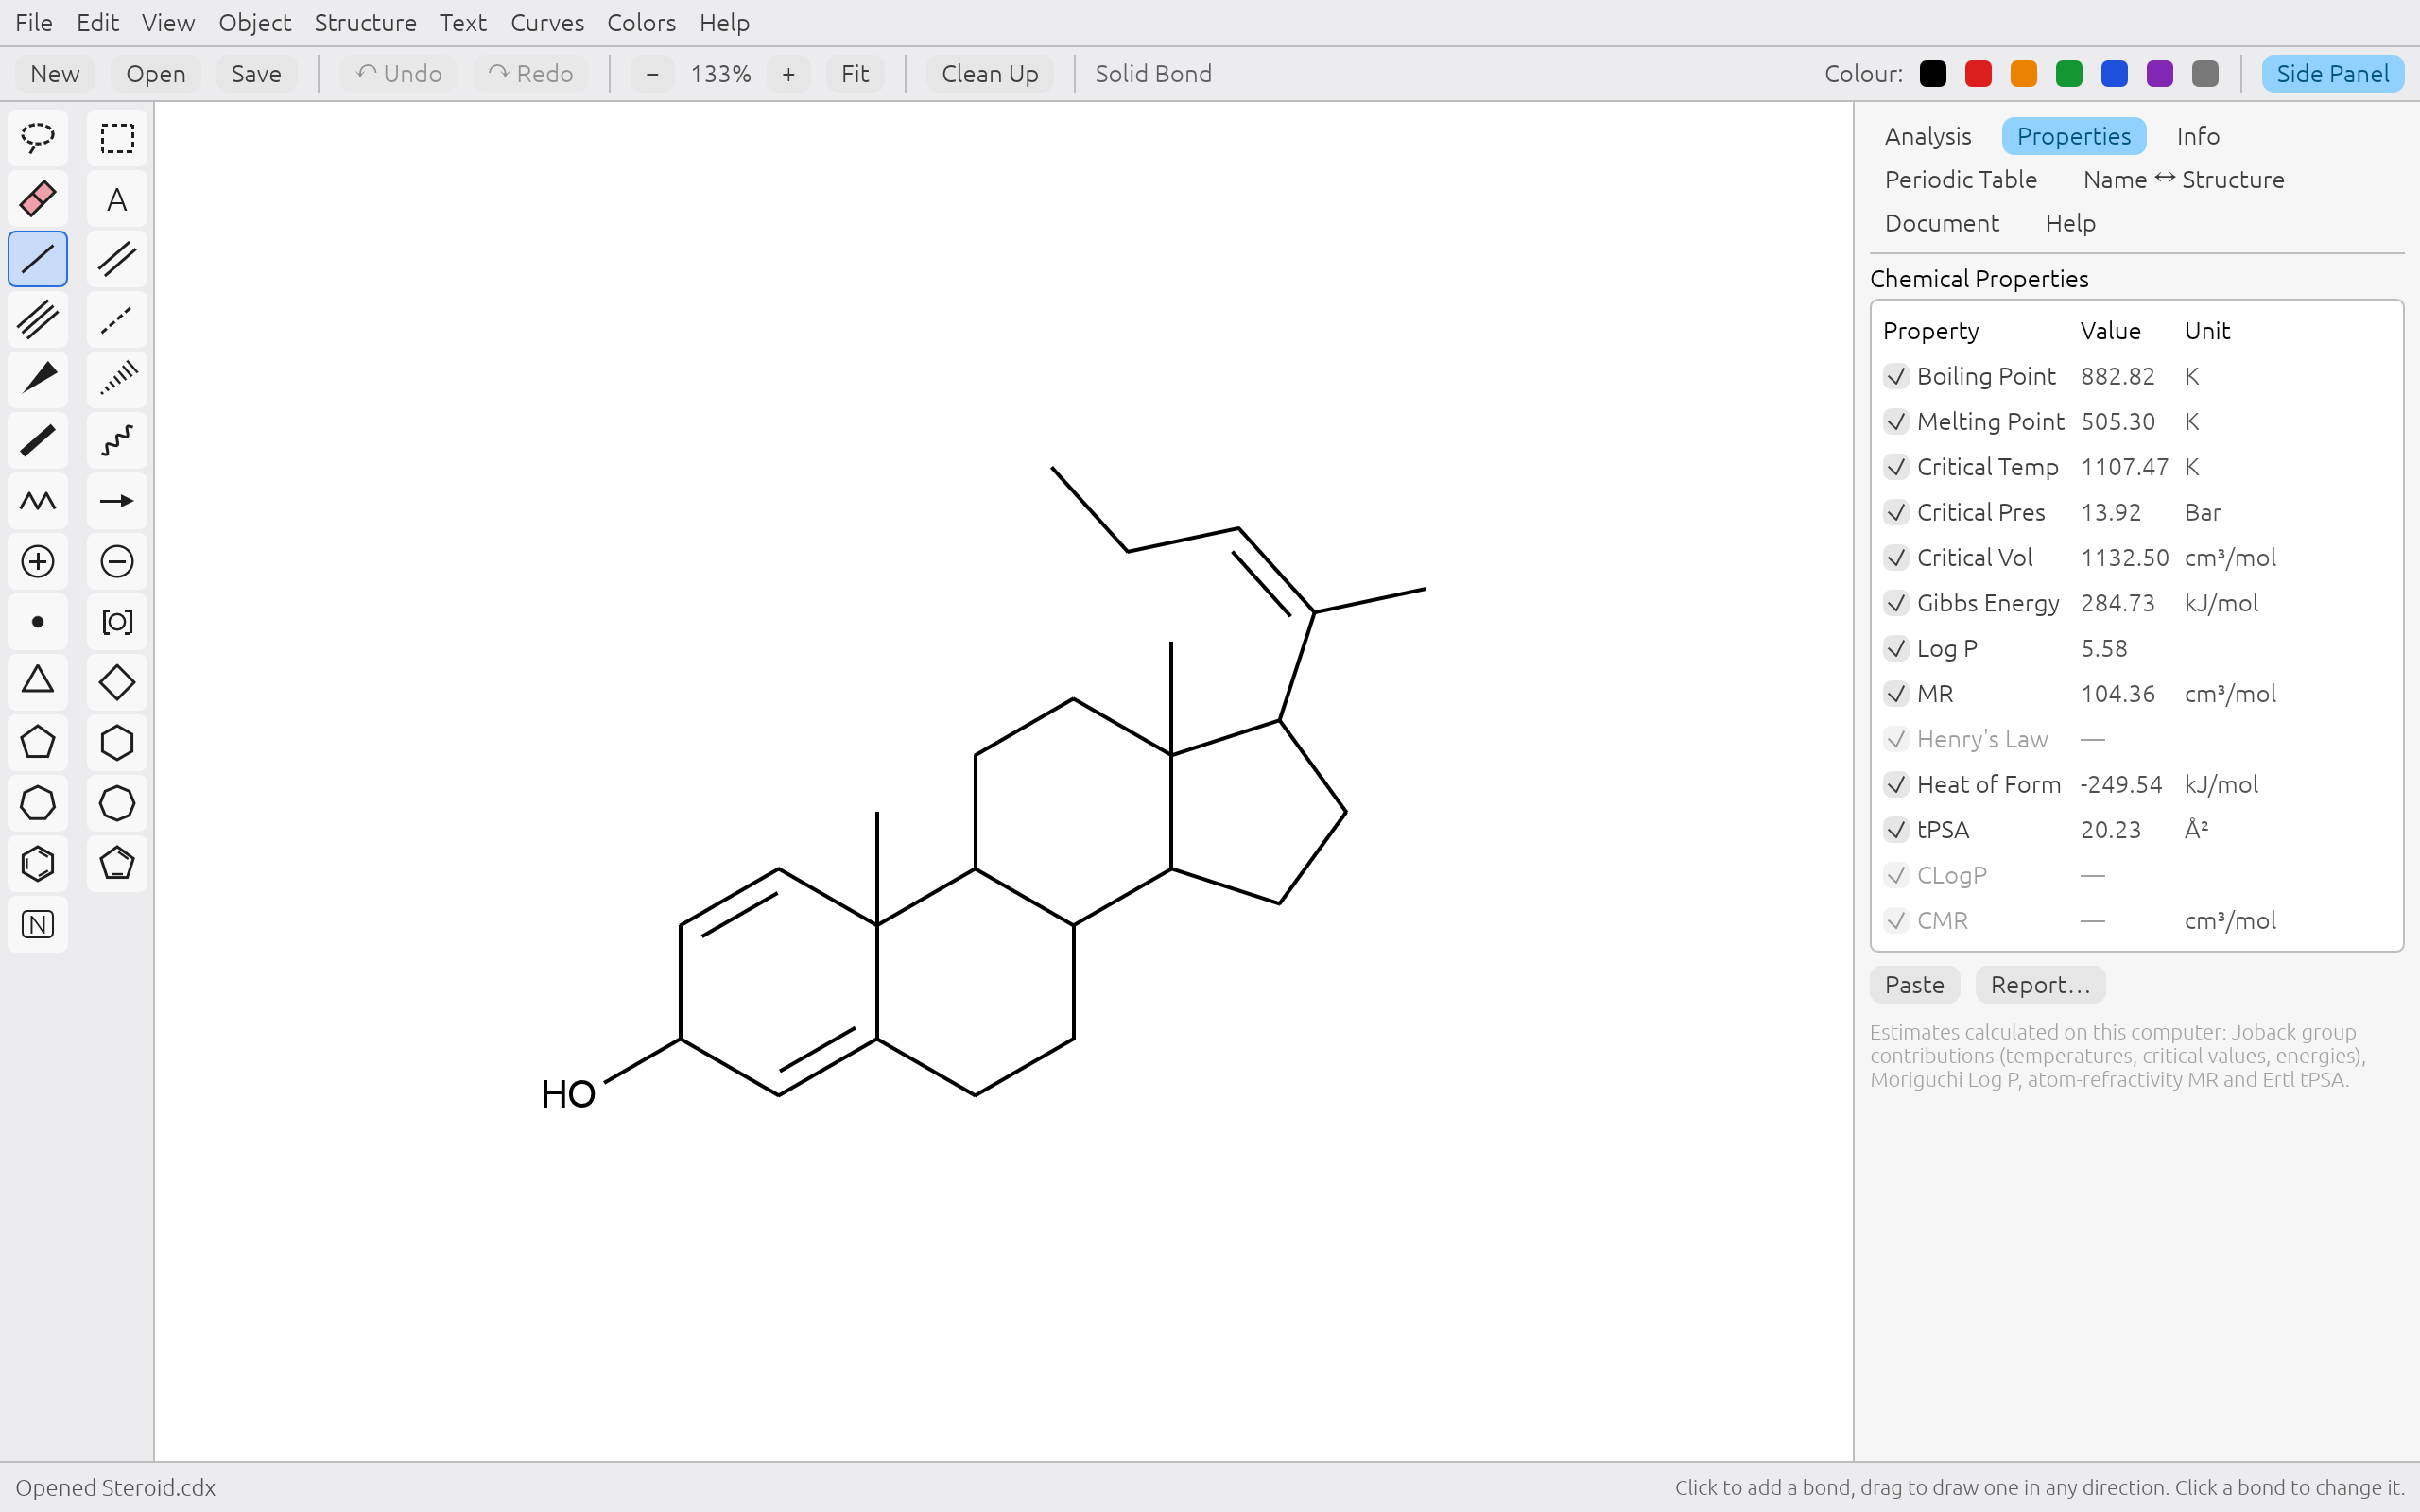 File Edit View Object Structure Text Curves Colors Help
New Open Save ↶ Undo ↷ Redo − 133% + Fit Clean Up Solid Bond Colour: Side Panel
A
N
HO
Analysis Properties Info
Periodic Table Name ↔ Structure
Document Help
Chemical Properties
Property Value Unit
Boiling Point 882.82 K
Melting Point 505.30 K
Critical Temp 1107.47 K
Critical Pres 13.92 Bar
Critical Vol 1132.50 cm³/mol
Gibbs Energy 284.73 kJ/mol
Log P 5.58
MR 104.36 cm³/mol
Henry's Law —
Heat of Form -249.54 kJ/mol
tPSA 20.23 Å²
CLogP —
CMR — cm³/mol
Paste Report…
Estimates calculated on this computer: Joback group
contributions (temperatures, critical values, energies),
Moriguchi Log P, atom-refractivity MR and Ertl tPSA.
Opened Steroid.cdx Click to add a bond, drag to draw one in any direction. Click a bond to change it.